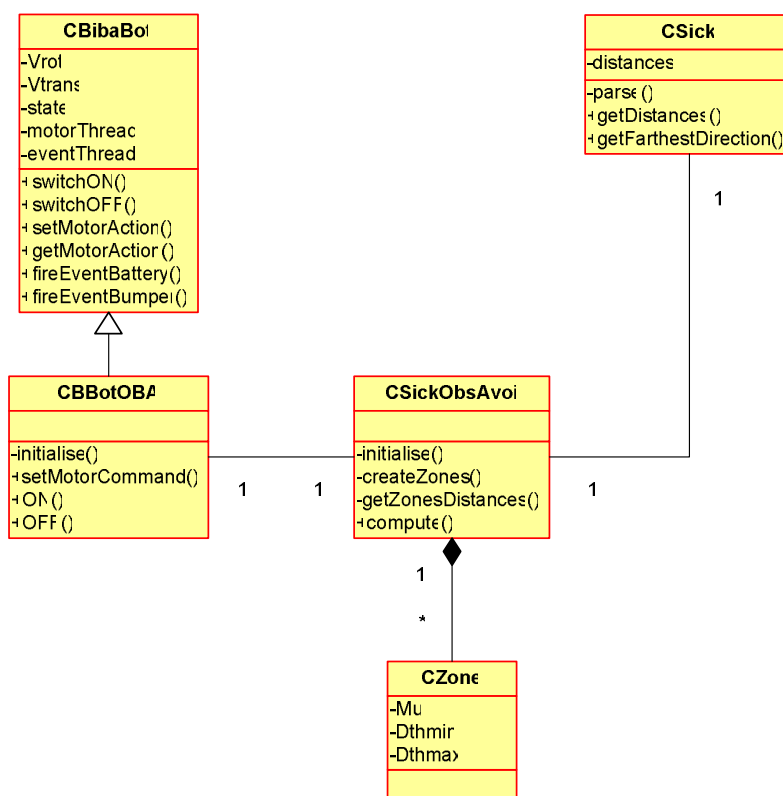 CBibaBot
-Vrot
-Vtrans
-state
-motorThread
-eventThread
+switchON()
+switchOFF()
+setMotorAction()
+getMotorAction()
+fireEventBattery()
+fireEventBumper()
CSick
-distances
-parse()
+getDistances()
+getFarthestDirection()
1
CBBotOBA
-initialise()
+setMotorCommand()
+ON()
+OFF()
1
1
CSickObsAvoi
-initialise()
-createZones()
-getZonesDistances()
+compute()
1
1
*
CZone
-Mu
-Dthmin
-Dthmax